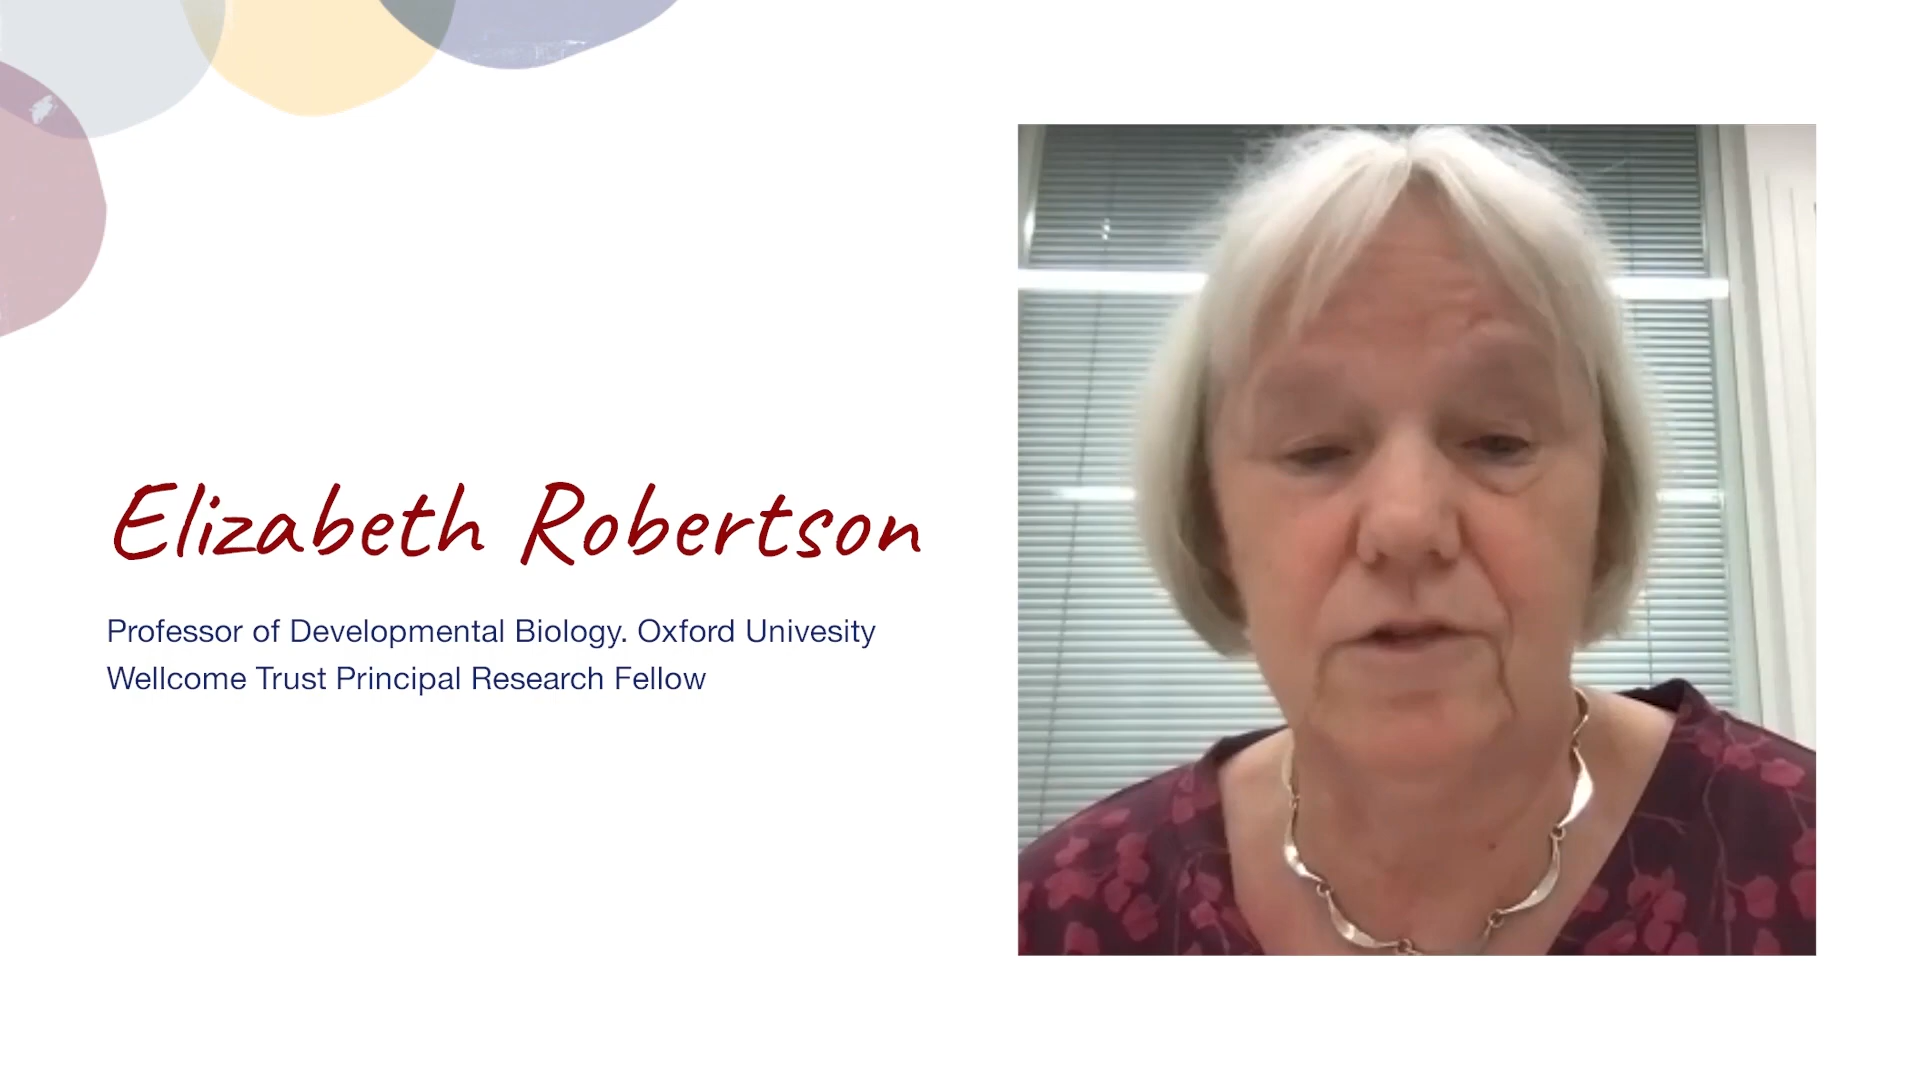 Elizabeth Robertson
Professor of Developmental Biology. Oxford Univesity
Wellcome Trust Principal Research Fellow